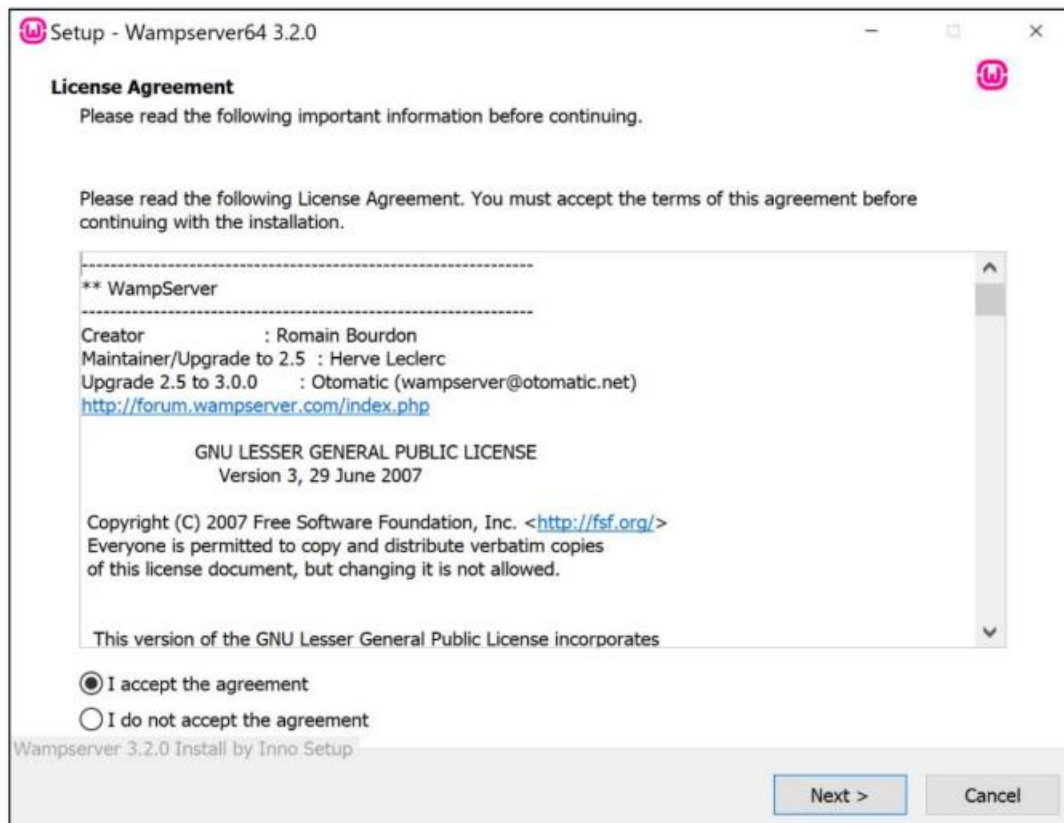 Setup - Wampserver64 3.2.0
License Agreement
Please read the following important information before continuing.
Please read the following License Agreement. You must accept the terms of this agreement before
continuing with the installation.
---------------------------------------------------------------
** WampServer
---------------------------------------------------------------
Creator : Romain Bourdon
Maintainer/Upgrade to 2.5 : Herve Leclerc
Upgrade 2.5 to 3.0.0 : Otomatic (wampserver@otomatic.net)
http://forum.wampserver.com/index.php
GNU LESSER GENERAL PUBLIC LICENSE
Version 3, 29 June 2007
Copyright (C) 2007 Free Software Foundation, Inc. <http://fsf.org/>
Everyone is permitted to copy and distribute verbatim copies
of this license document, but changing it is not allowed.
This version of the GNU Lesser General Public License incorporates
I accept the agreement
I do not accept the agreement
Wampserver 3.2.0 Install by Inno Setup
Next > Cancel